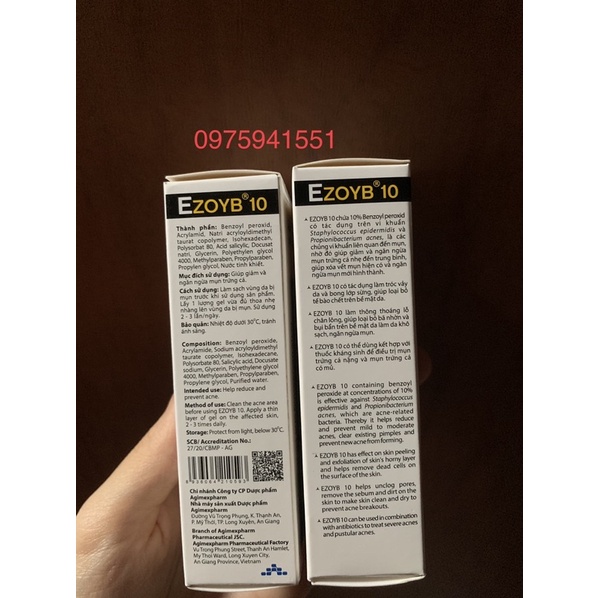 0975941551
EZOYB® 10
Thành phần: Benzoyl peroxid,
Acrylamid, Natri acryloyldimethyl
taurat copolymer, Isohexadecan,
Polysorbat 80, Acid salicylic, Docusat
natri, Glycerin, Polyethylen glycol
4000, Methylparaben, Propylparaben,
Propylen glycol, Nước tinh khiết.
Mục đích sử dụng: Giúp giảm và
ngăn ngừa mụn trứng cá.
Cách sử dụng: Làm sạch vùng da bị
mụn trước khi sử dụng sản phẩm.
Lấy 1 lượng gel vừa đủ thoa nhẹ
nhàng lên vùng da bị mụn. Sử dụng
2 - 3 lần/ngày.
Bảo quản: Nhiệt độ dưới 30°C, tránh
ánh sáng.
Composition: Benzoyl peroxide,
Acrylamide, Sodium acryloyldimethyl
taurate copolymer, Isohexadecane,
Polysorbate 80, Salicylic acid, Docusate
sodium, Glycerin, Polyethylene glycol
4000, Methylparaben, Propylparaben,
Propylene glycol, Purified water.
Intended use: Help reduce and
prevent acne.
Method of use: Clean the acne area
before using EZOYB 10. Apply a thin
layer of gel on the affected skin,
2 - 3 times daily.
Storage: Protect from light, below 30°C.
SCB/ Accreditation No.:
27/20/CBMP - AG
Chi nhánh Công ty CP Dược phẩm
Agimexpharm
Nhà máy sản xuất Dược phẩm
Agimexpharm
Đường Vũ Trọng Phụng, K. Thạnh An,
P. Mỹ Thới, TP. Long Xuyên, An Giang
Branch of Agimexpharm
Pharmaceutical JSC.
Agimexpharm Pharmaceutical Factory
Vu Trong Phung Street, Thanh An Hamlet,
My Thoi Ward, Long Xuyen City,
An Giang Province, Vietnam
EZOYB® 10
EZOYB 10 chứa 10% Benzoyl peroxid
có tác dụng trên vi khuẩn
Staphylococcus epidermidis và
Propionibacterium acnes, là các
chủng vi khuẩn liên quan đến mụn,
nhờ đó giúp giảm và ngăn ngừa
mụn trứng cá nhẹ đến trung bình,
giúp xóa vết mụn hiện có và ngăn
ngừa mụn mới hình thành.
EZOYB 10 có tác dụng làm tróc vảy
da và bong lớp sừng, giúp loại bỏ
tế bào chết trên bề mặt da.
EZOYB 10 làm thông thoáng lỗ
chân lông, giúp loại bỏ bã nhờn và
bụi bẩn trên bề mặt da làm da khô
sạch, ngăn ngừa mụn.
EZOYB 10 có thể dùng kết hợp với
thuốc kháng sinh để điều trị mụn
trứng cá nặng và mụn trứng cá
có mủ.
EZOYB 10 containing benzoyl
peroxide at concentrations of 10%
is effective against Staphylococcus
epidermidis and Propionibacterium
acnes, which are acne-related
bacteria. Thereby it helps reduce
and prevent mild to moderate
acnes, clear existing pimples and
prevent new acne from forming.
EZOYB 10 has effect on skin peeling
and exfoliation of skin's horny layer
and helps remove dead cells on
the surface of the skin.
EZOYB 10 helps unclog pores,
remove the sebum and dirt on the
skin to make skin clean and dry to
prevent acne breakouts.
EZOYB 10 can be used in combination
with antibiotics to treat severe acnes
and pustular acnes.